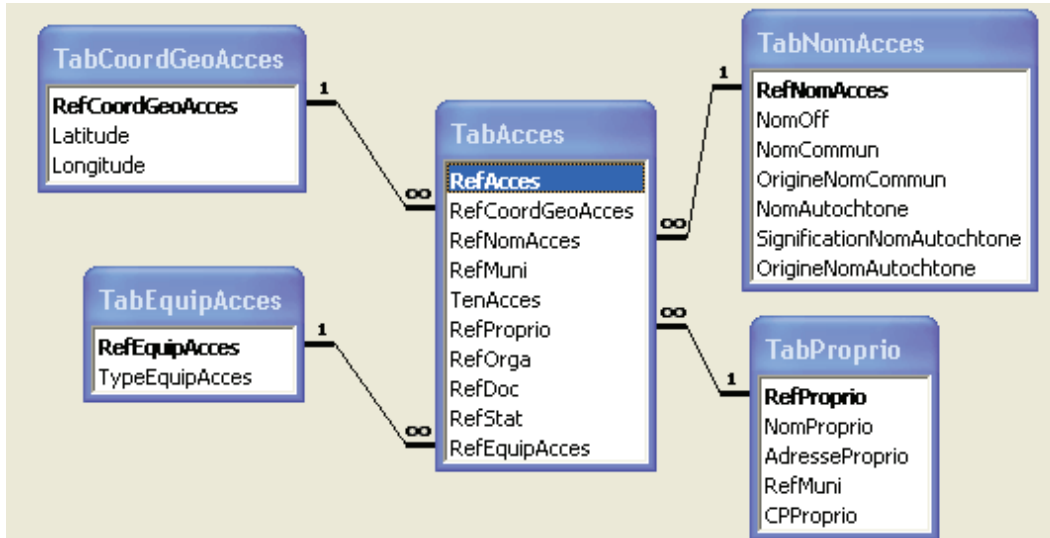 TabCoordGeoAcces
RefCoordGeoAcces
Latitude
Longitude
1
∞
TabEquipAcces
RefEquipAcces
TypeEquipAcces
1
∞
TabAcces
RefAcces
RefCoordGeoAcces
RefNomAcces
RefMuni
TenAcces
RefProprio
RefOrga
RefDoc
RefStat
RefEquipAcces
TabNomAcces
RefNomAcces
NomOff
NomCommun
OrigineNomCommun
NomAutochtone
SignificationNomAutochtone
OrigineNomAutochtone
1
∞
TabProprio
RefProprio
NomProprio
AdresseProprio
RefMuni
CPProprio
∞
1